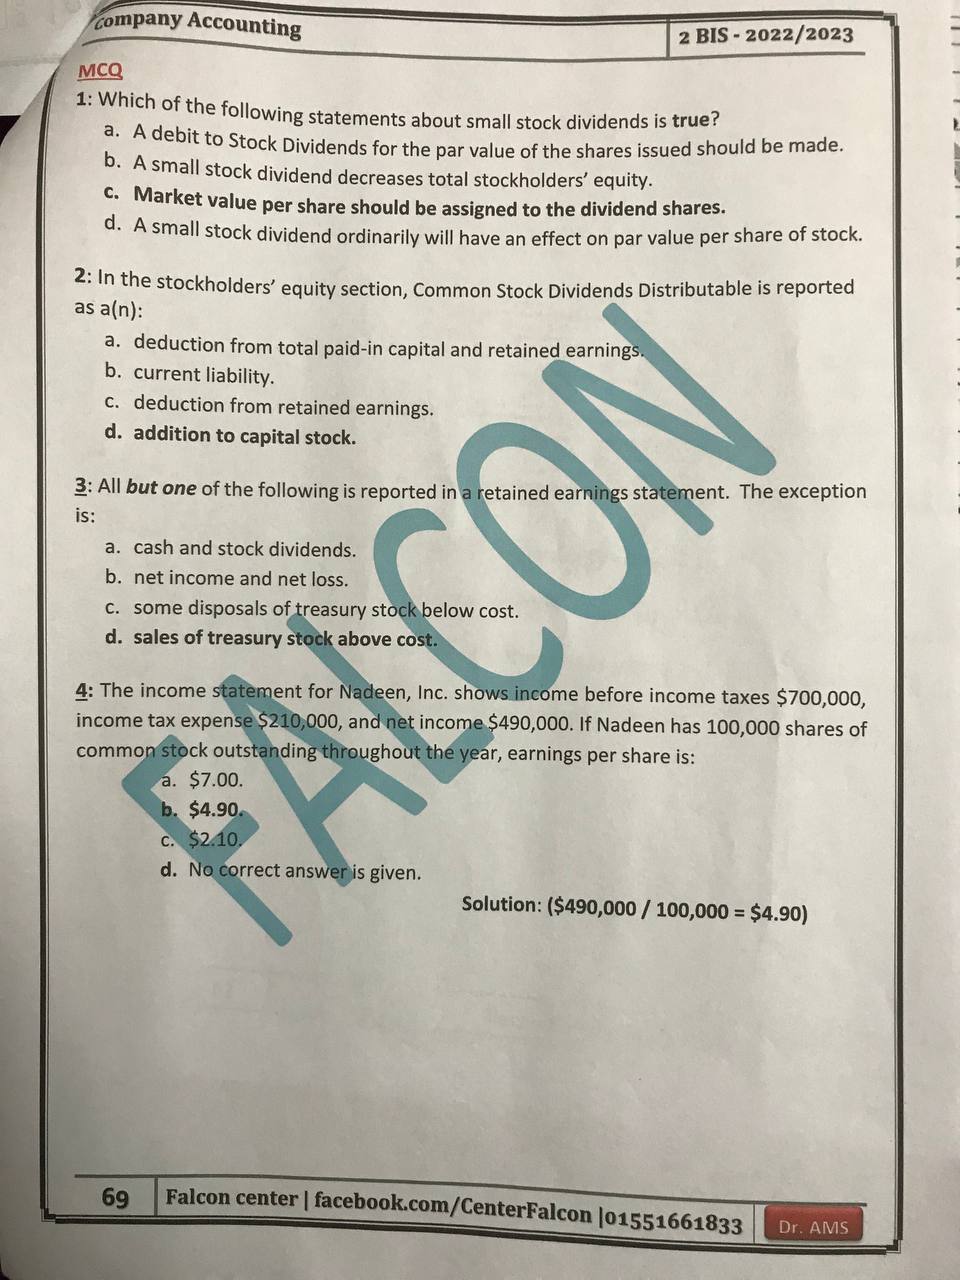 Company Accounting
2 BIS - 2022/2023
MCQ
1: Which of the following statements about small stock dividends is true?
a. A debit to Stock Dividends for the par value of the shares issued should be made.
b. A small stock dividend decreases total stockholders' equity.
c. Market value per share should be assigned to the dividend shares.
d. A small stock dividend ordinarily will have an effect on par value per share of stock.
2: In the stockholders' equity section, Common Stock Dividends Distributable is reported
as a(n):
a. deduction from total paid-in capital and retained earnings.
b. current liability.
c. deduction from retained earnings.
d. addition to capital stock.
3: All but one of the following is reported in a retained earnings statement. The exception
is:
a. cash and stock dividends.
b. net income and net loss.
c. some disposals of treasury stock below cost.
d. sales of treasury stock above cost.
4: The income statement for Nadeen, Inc. shows income before income taxes $700,000,
income tax expense $210,000, and net income $490,000. If Nadeen has 100,000 shares of
common stock outstanding throughout the year, earnings per share is:
a. $7.00.
b. $4.90.
c. $2.10.
d. No correct answer is given.
Solution: ($490,000 / 100,000 = $4.90)
FALCON
69
Falcon center | facebook.com/CenterFalcon |01551661833
Dr. AMS